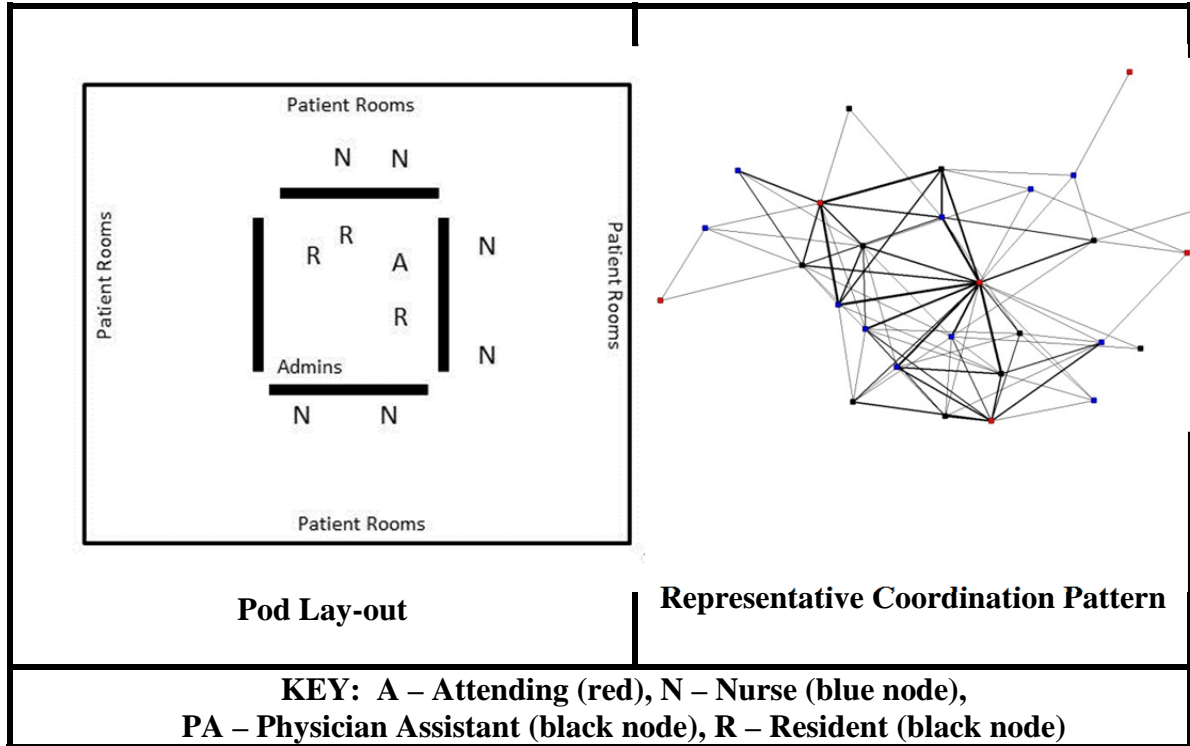 Patient Rooms
N N
Patient Rooms
R
R
A
N
Patient Rooms
R
N
Admins
N N
Patient Rooms
Pod Lay-out
Representative Coordination Pattern
KEY: A – Attending (red), N – Nurse (blue node),
PA – Physician Assistant (black node), R – Resident (black node)